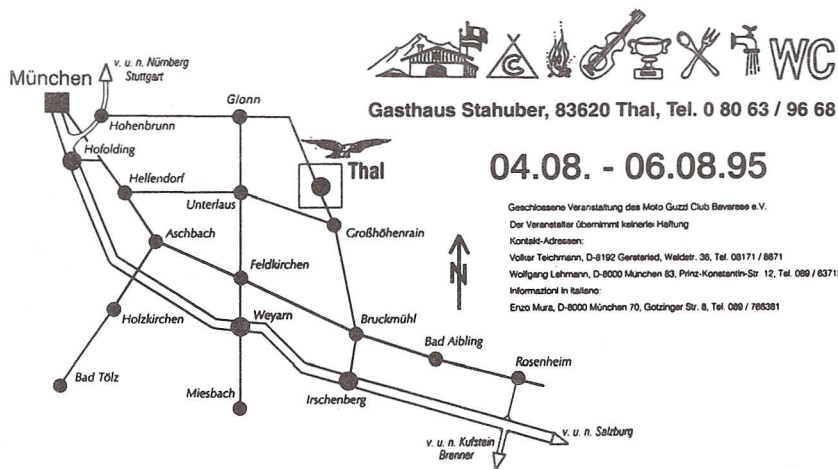 v. u. n. Nürnberg
Stuttgart
München
Glonn
Hohenbrunn
Hofolding
Thal
Helfendorf
Unterlaus
Großhöhenrain
Aschbach
Feldkirchen
N
Holzkirchen
Weyarn
Bruckmühl
Bad Aibling
Rosenheim
Bad Tölz
Miesbach
Irschenberg
v. u. n. Salzburg
v. u. n. Kufstein
Brenner
C
WC
Gasthaus Stahuber, 83620 Thal, Tel. 0 80 63 / 96 68
04.08. - 06.08.95
Geschlossene Veranstaltung des Moto Guzzi Club Bavarese e.V.
Der Veranstalter übernimmt keinerlei Haftung
Kontakt-Adressen:
Volker Teichmann, D-8192 Geretsried, Waldstr. 36, Tel. 08171 / 8871
Wolfgang Lehmann, D-8000 München 83, Prinz-Konstantin-Str. 12, Tel. 089 / 63713
Informazioni in Italiano:
Enzo Mura, D-8000 München 70, Gotzinger Str. 8, Tel. 089 / 766381